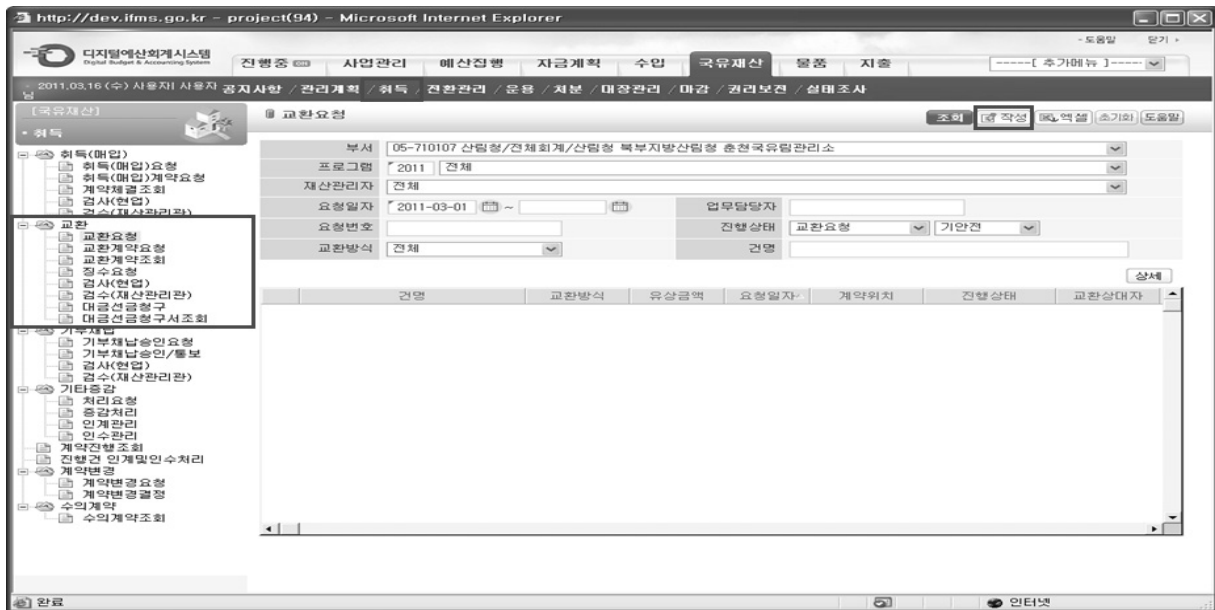 http://dev.ifms.go.kr - project(94) - Microsoft Internet Explorer
- 도움말 닫기
디지털예산회계시스템
Digital Budget & Accounting System
진행중 사업관리 예산집행 자금계획 수입 국유재산 물품 지출 -----[ 추가메뉴 ]-----
2011,03,16 (수) 사용자1 사용자님
공지사항 / 관리계획 / 취득 / 전환관리 / 운용 / 처분 / 대장관리 / 마감 / 권리보전 / 실태조사
[국유재산]
• 취득
취득(매입)
취득(매입)요청
취득(매입)계약요청
계약체결조회
검사(현업)
검수(재산관리관)
교환
교환요청
교환계약요청
교환계약조회
징수요청
검사(현업)
검수(재산관리관)
대금선금청구
대금선금청구서조회
기부채납
기부채납승인요청
기부채납승인/통보
검사(현업)
검수(재산관리관)
기타증감
처리요청
증감처리
인계관리
인수관리
계약진행조회
진행건 인계및인수처리
계약변경
계약변경요청
계약변경결정
수의계약
수의계약조회
교환요청
조회 작성 엑셀 초기화 도움말
부서 05-710107 산림청/전체회계/산림청 북부지방산림청 춘천국유림관리소
프로그램 2011 전체
재산관리자 전체
요청일자 2011-03-01 ~ 업무담당자
요청번호 진행상태 교환요청 기안전
교환방식 전체 건명
상세
건명 교환방식 유상금액 요청일자 계약위치 진행상태 교환상대자
완료 인터넷